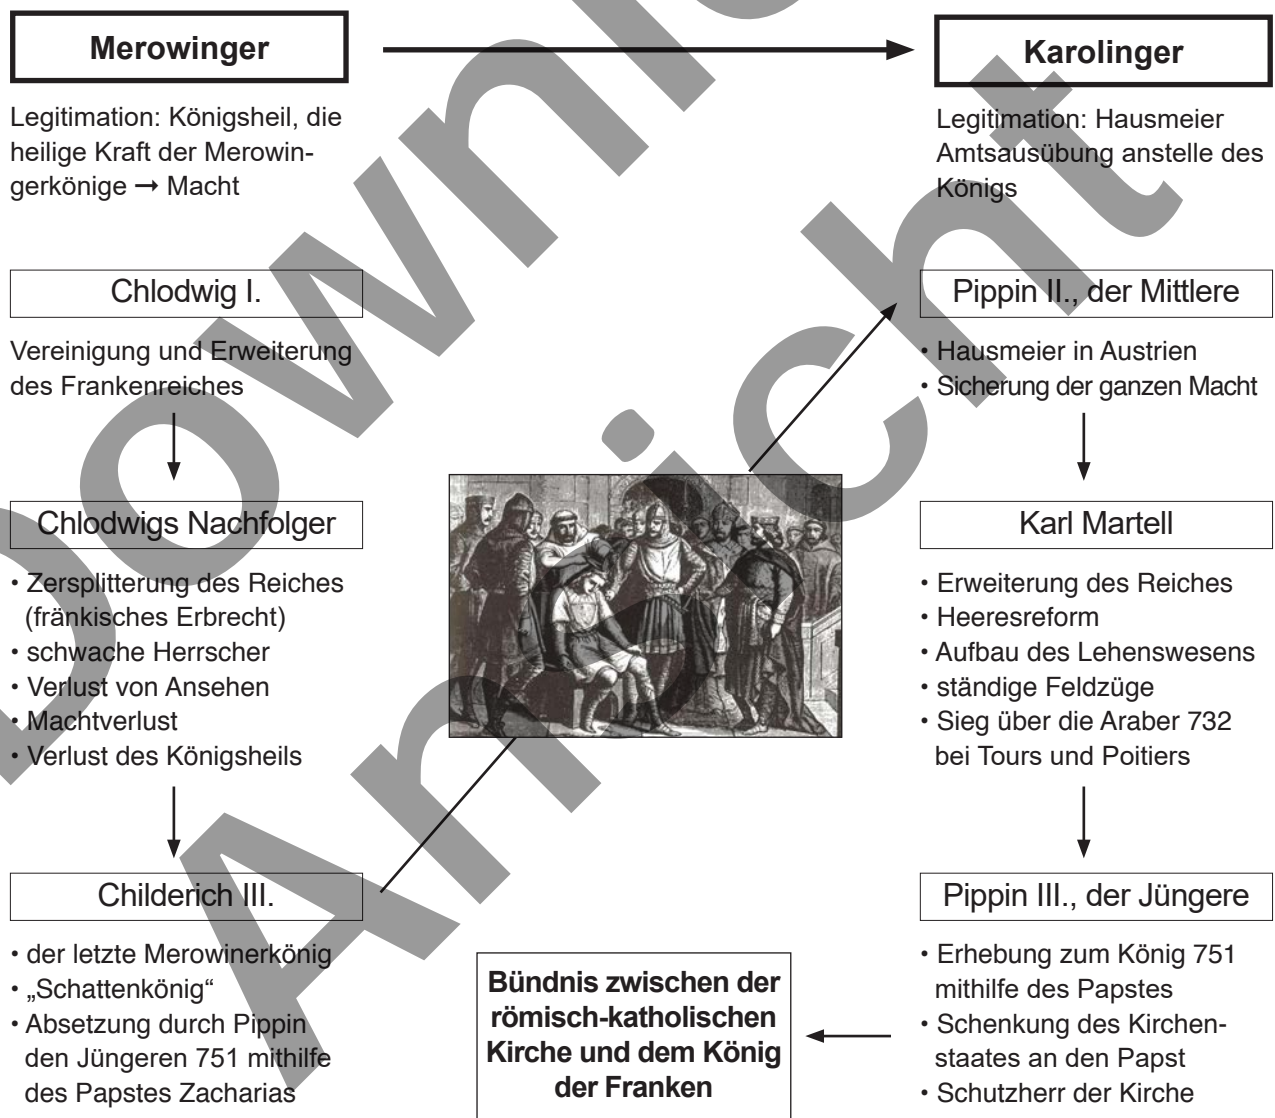 Merowinger
Legitimation: Königsheil, die
heilige Kraft der Merowin-
gerkönige → Macht
Chlodwig I.
Vereinigung und Erweiterung
des Frankenreiches
Chlodwigs Nachfolger
• Zersplitterung des Reiches
(fränkisches Erbrecht)
• schwache Herrscher
• Verlust von Ansehen
• Machtverlust
• Verlust des Königsheils
Childerich III.
• der letzte Merowinerkönig
• „Schattenkönig“
• Absetzung durch Pippin
den Jüngeren 751 mithilfe
des Papstes Zacharias
Karolinger
Legitimation: Hausmeier
Amtsausübung anstelle des
Königs
Pippin II., der Mittlere
• Hausmeier in Austrien
• Sicherung der ganzen Macht
Karl Martell
• Erweiterung des Reiches
• Heeresreform
• Aufbau des Lehenswesens
• ständige Feldzüge
• Sieg über die Araber 732
bei Tours und Poitiers
Pippin III., der Jüngere
• Erhebung zum König 751
mithilfe des Papstes
• Schenkung des Kirchen-
staates an den Papst
• Schutzherr der Kirche
Bündnis zwischen der
römisch-katholischen
Kirche und dem König
der Franken